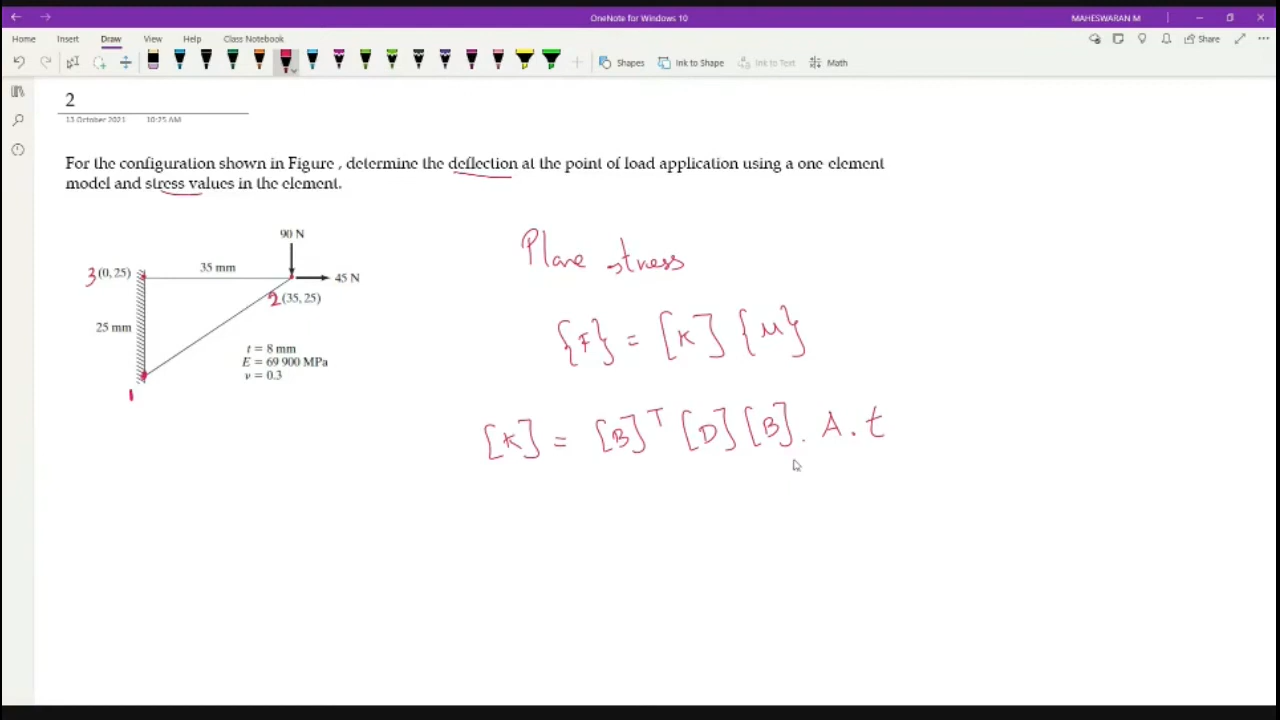 OneNote for Windows 10
MAHESWARAN M
Home Insert Draw View Help Class Notebook
Share
Shapes Ink to Shape Ink to Text Math
2
13 October 2021 10:25 AM
For the configuration shown in Figure , determine the deflection at the point of load application using a one element
model and stress values in the element.
90 N
3 (0, 25)
35 mm
45 N
2 (35, 25)
25 mm
t = 8 mm
E = 69 900 MPa
ν = 0.3
1
Plane stress
{F} = [K] {u}
[K] = [B]ᵀ [D] [B] . A . t